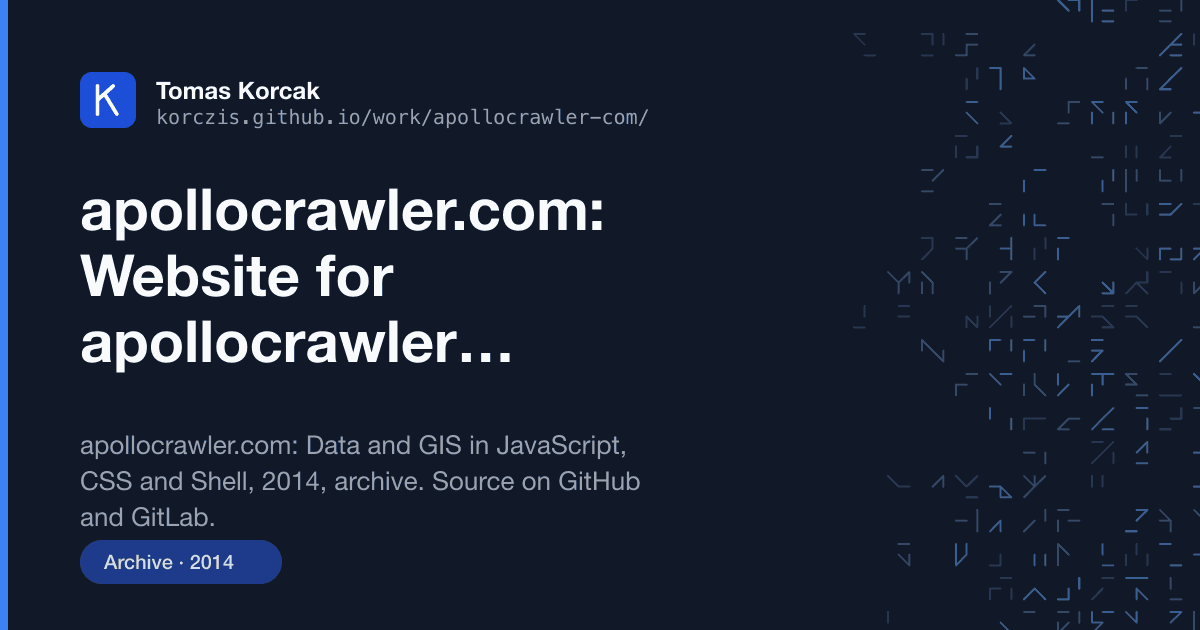 K
Tomas Korcak
korczis.github.io/work/apollocrawler-com/
apollocrawler.com:
Website for
apollocrawler...
apollocrawler.com: Data and GIS in JavaScript,
CSS and Shell, 2014, archive. Source on GitHub
and GitLab.
Archive · 2014